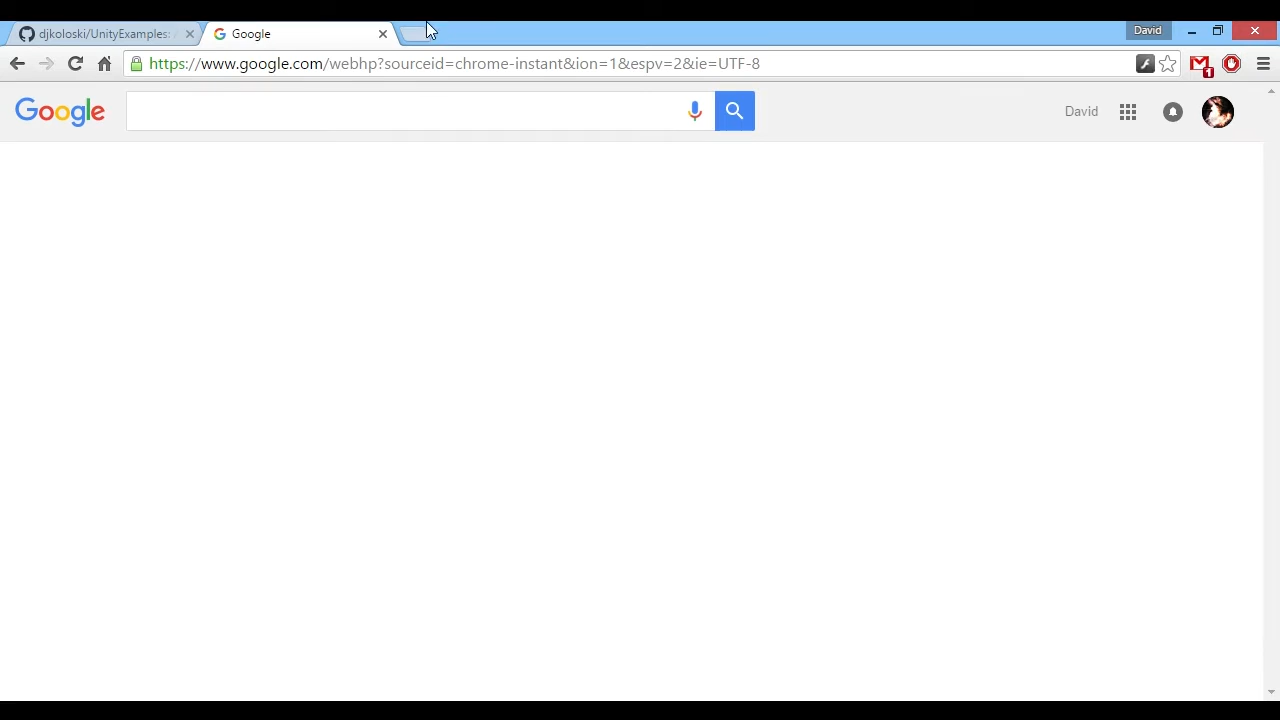 djkoloski/UnityExamples:
Google
David
https://www.google.com/webhp?sourceid=chrome-instant&ion=1&espv=2&ie=UTF-8
1
Google
David